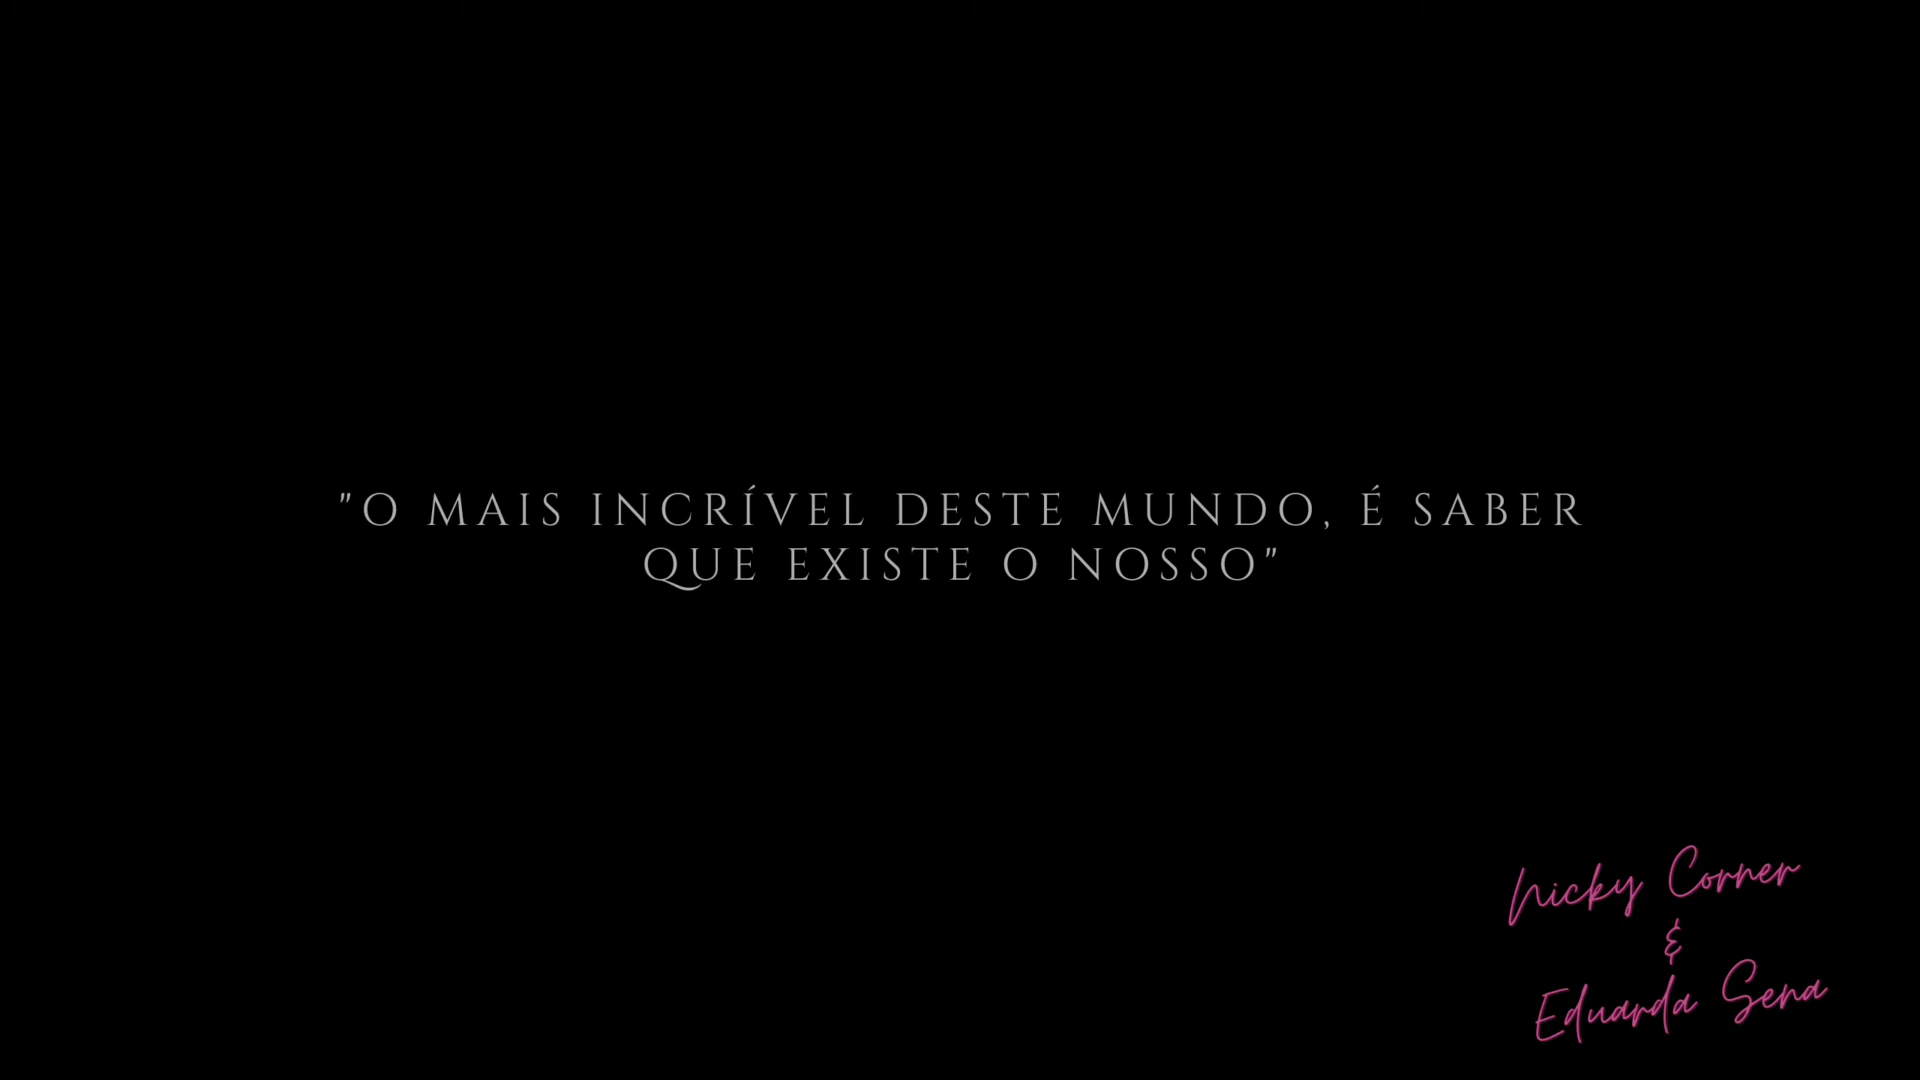 "O MAIS INCRÍVEL DESTE MUNDO, É SABER
QUE EXISTE O NOSSO"
Nicky Corner
&
Eduarda Sena